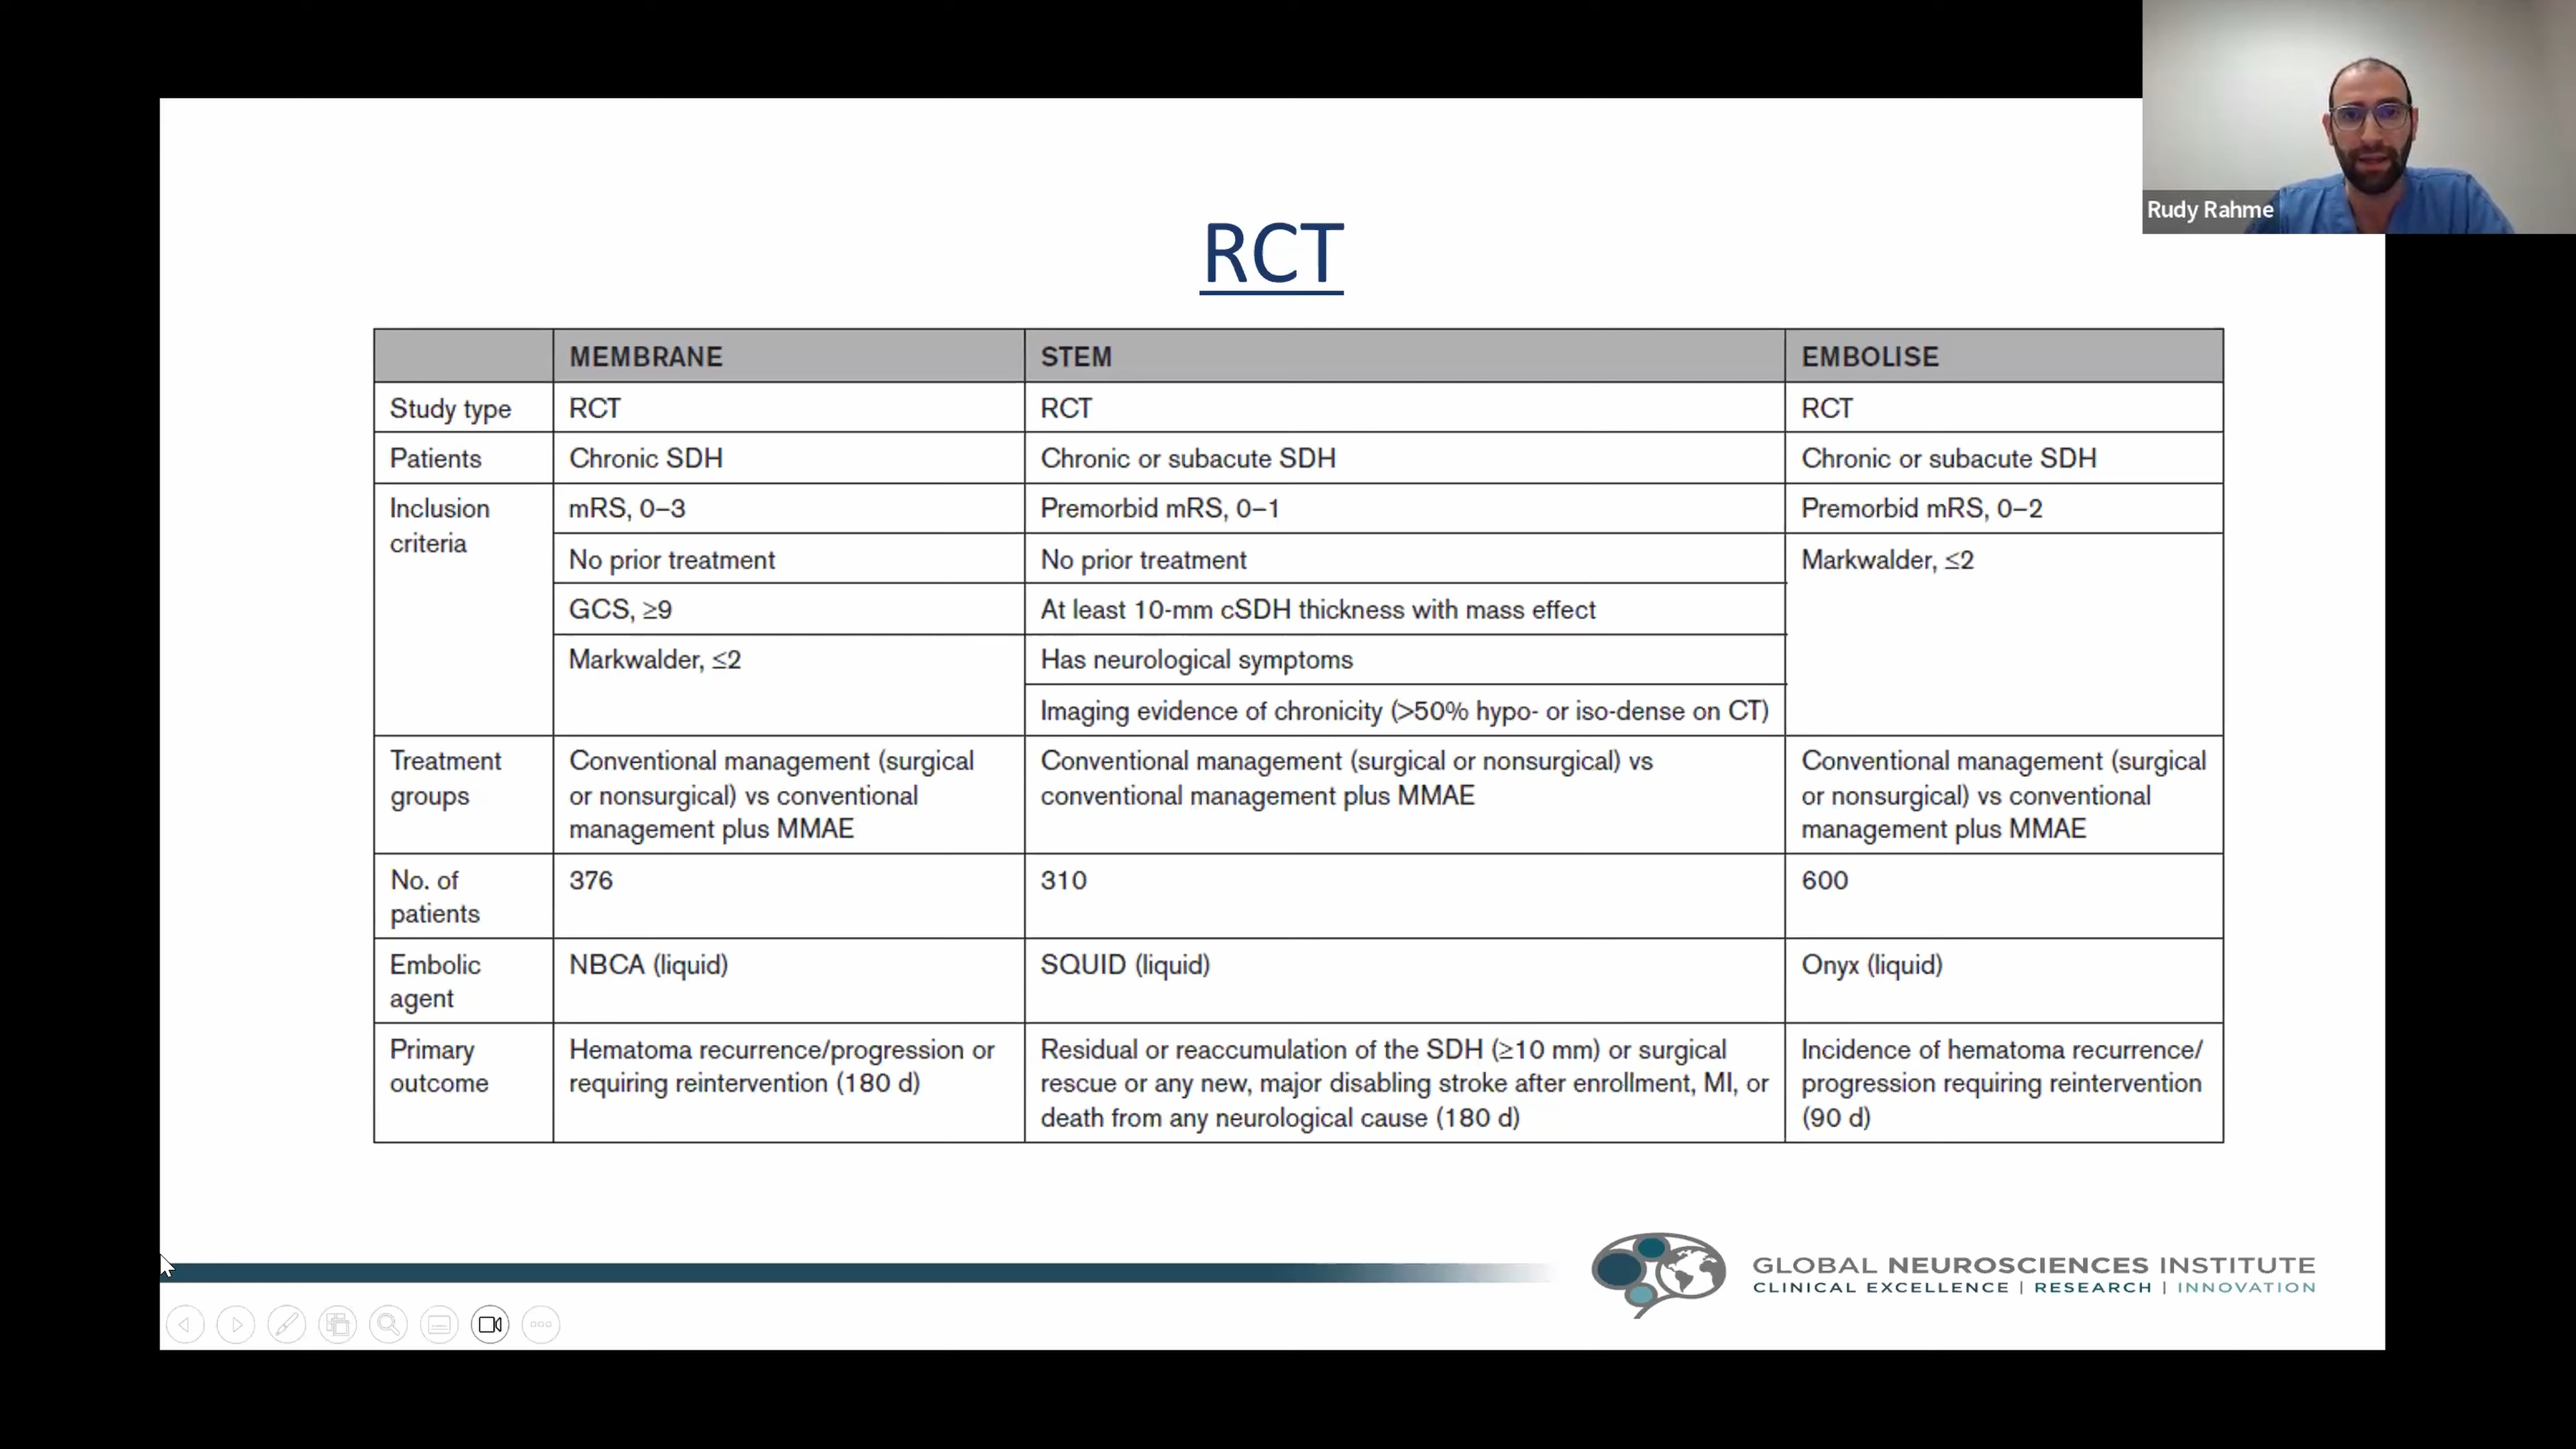 Rudy Rahme
RCT
MEMBRANE
STEM
EMBOLISE
Study type
RCT
RCT
RCT
Patients
Chronic SDH
Chronic or subacute SDH
Chronic or subacute SDH
Inclusion
criteria
mRS, 0–3
Premorbid mRS, 0–1
Premorbid mRS, 0–2
No prior treatment
No prior treatment
Markwalder, ≤2
GCS, ≥9
At least 10-mm cSDH thickness with mass effect
Markwalder, ≤2
Has neurological symptoms
Imaging evidence of chronicity (>50% hypo- or iso-dense on CT)
Treatment
groups
Conventional management (surgical
or nonsurgical) vs conventional
management plus MMAE
Conventional management (surgical or nonsurgical) vs
conventional management plus MMAE
Conventional management (surgical
or nonsurgical) vs conventional
management plus MMAE
No. of
patients
376
310
600
Embolic
agent
NBCA (liquid)
SQUID (liquid)
Onyx (liquid)
Primary
outcome
Hematoma recurrence/progression or
requiring reintervention (180 d)
Residual or reaccumulation of the SDH (≥10 mm) or surgical
rescue or any new, major disabling stroke after enrollment, MI, or
death from any neurological cause (180 d)
Incidence of hematoma recurrence/
progression requiring reintervention
(90 d)
GLOBAL NEUROSCIENCES INSTITUTE
CLINICAL EXCELLENCE | RESEARCH | INNOVATION